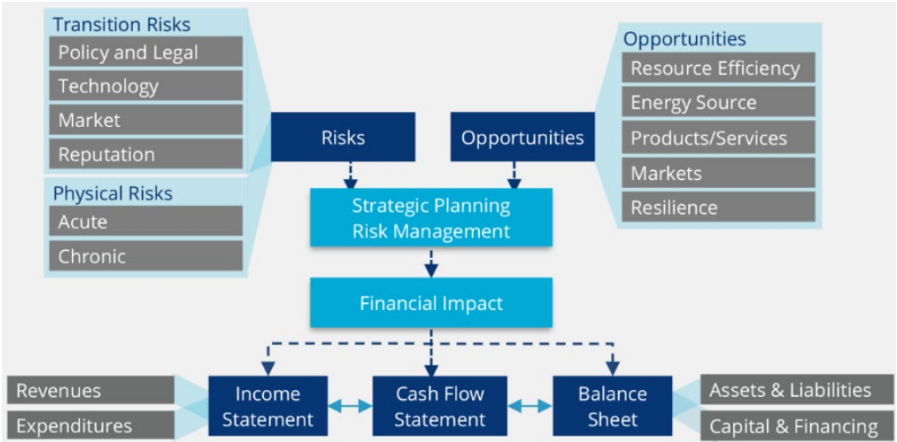 Transition Risks
Policy and Legal
Technology
Market
Reputation
Physical Risks
Acute
Chronic
Risks
Opportunities
Opportunities
Resource Efficiency
Energy Source
Products/Services
Markets
Resilience
Strategic Planning
Risk Management
Financial Impact
Revenues
Expenditures
Income
Statement
Cash Flow
Statement
Balance
Sheet
Assets & Liabilities
Capital & Financing